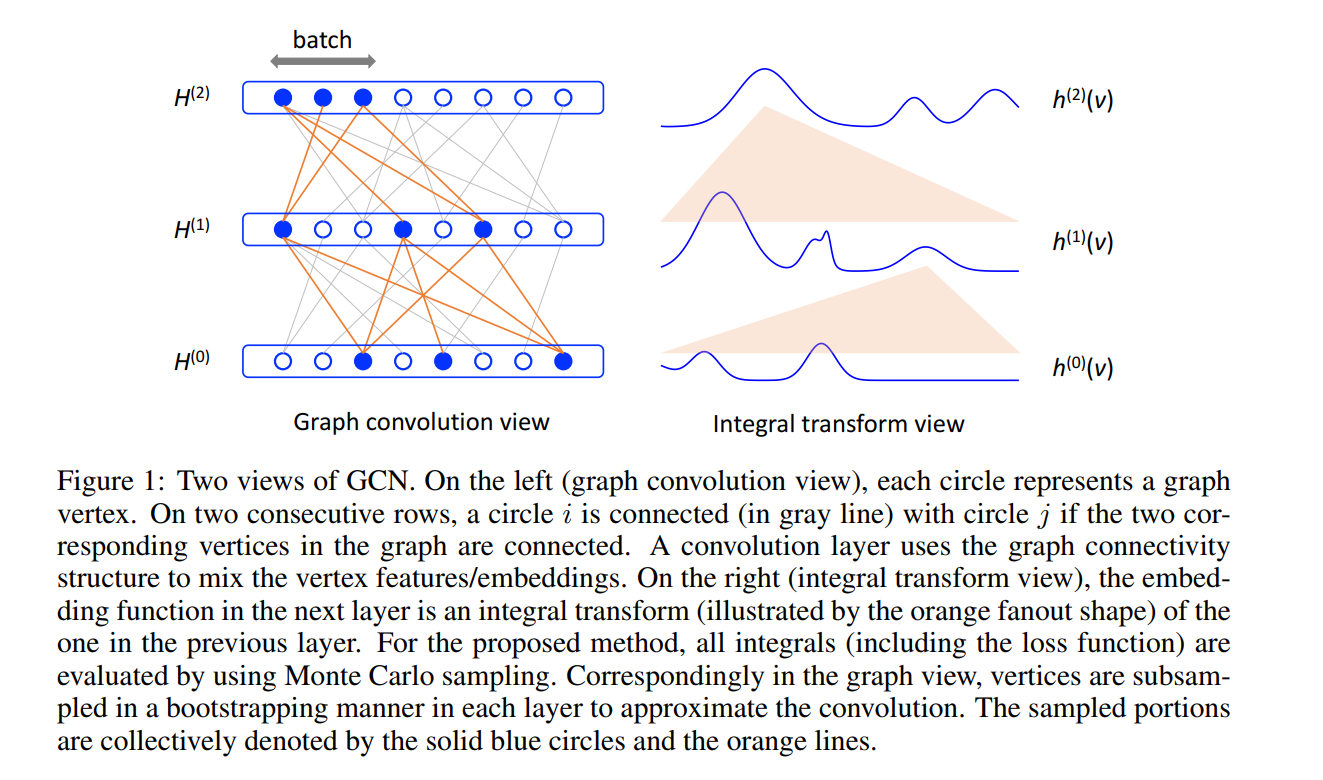 batch
H(2)
h(2)(v)
H(1)
h(1)(v)
H(0)
h(0)(v)
Graph convolution view
Integral transform view
Figure 1: Two views of GCN. On the left (graph convolution view), each circle represents a graph
vertex. On two consecutive rows, a circle i is connected (in gray line) with circle j if the two cor-
responding vertices in the graph are connected. A convolution layer uses the graph connectivity
structure to mix the vertex features/embeddings. On the right (integral transform view), the embed-
ding function in the next layer is an integral transform (illustrated by the orange fanout shape) of the
one in the previous layer. For the proposed method, all integrals (including the loss function) are
evaluated by using Monte Carlo sampling. Correspondingly in the graph view, vertices are subsam-
pled in a bootstrapping manner in each layer to approximate the convolution. The sampled portions
are collectively denoted by the solid blue circles and the orange lines.